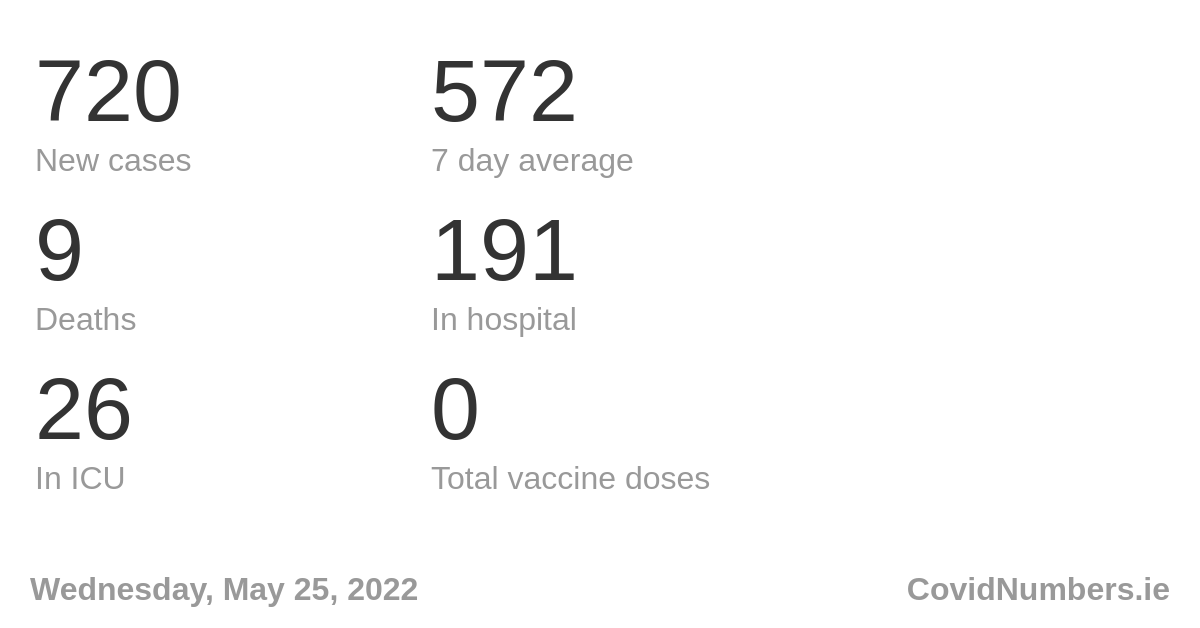 720
New cases
572
7 day average
9
Deaths
191
In hospital
26
In ICU
0
Total vaccine doses
Wednesday, May 25, 2022
CovidNumbers.ie